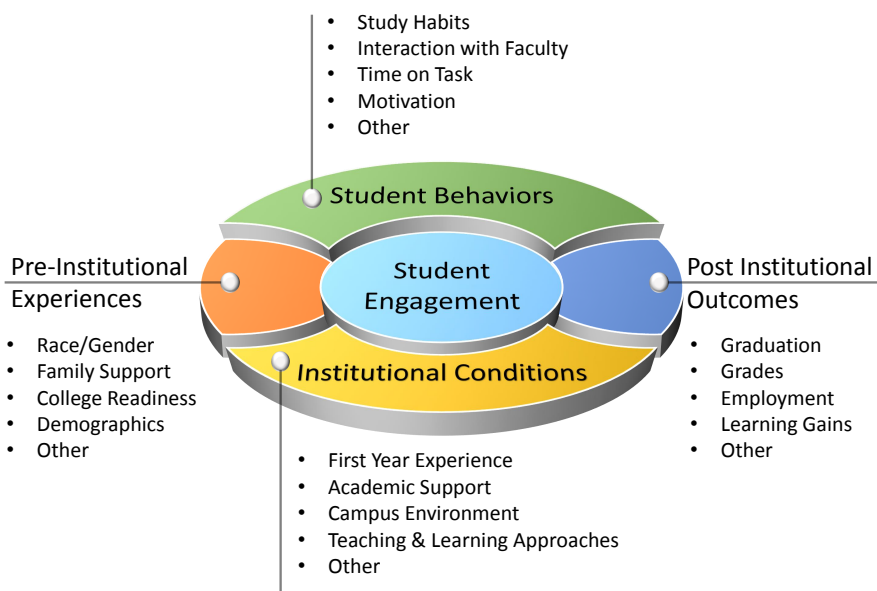 • Study Habits
• Interaction with Faculty
• Time on Task
• Motivation
• Other
Student Behaviors
Pre-Institutional
Experiences
• Race/Gender
• Family Support
• College Readiness
• Demographics
• Other
Student
Engagement
Post Institutional
Outcomes
• Graduation
• Grades
• Employment
• Learning Gains
• Other
Institutional Conditions
• First Year Experience
• Academic Support
• Campus Environment
• Teaching & Learning Approaches
• Other